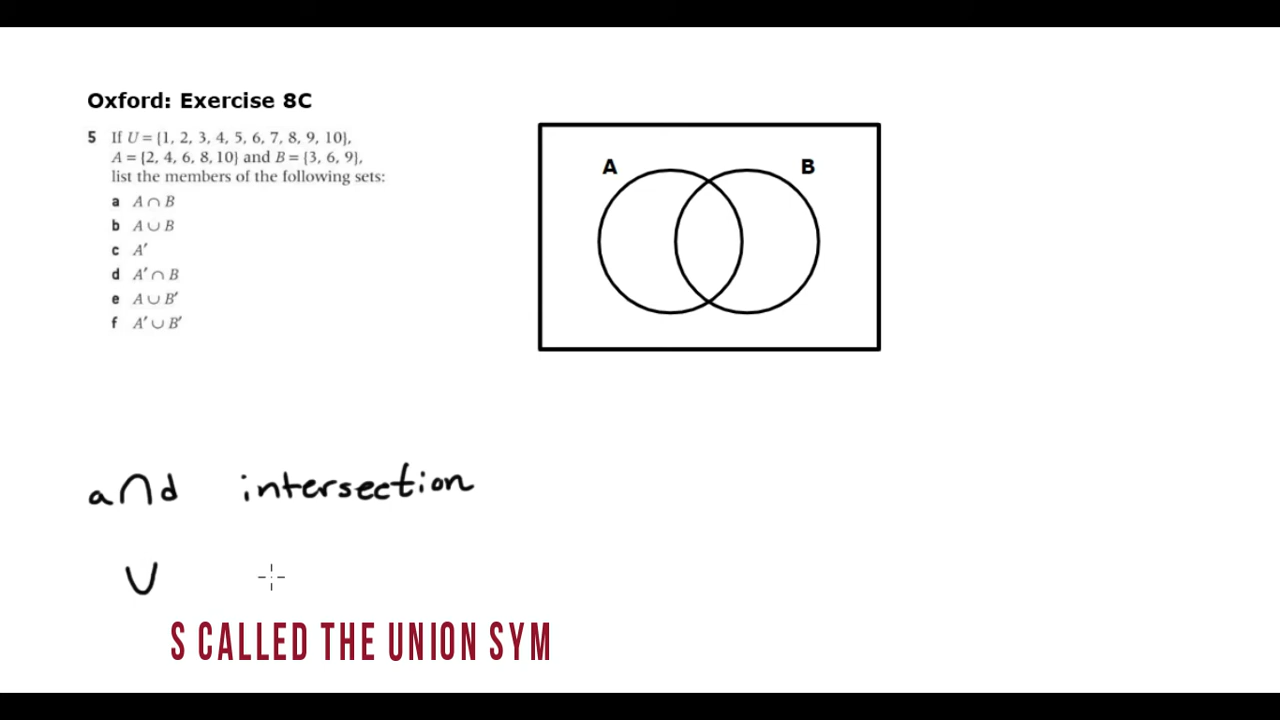 Oxford: Exercise 8C
5 If U = {1, 2, 3, 4, 5, 6, 7, 8, 9, 10},
A = {2, 4, 6, 8, 10} and B = {3, 6, 9},
list the members of the following sets:
a A ∩ B
b A ∪ B
c A′
d A′ ∩ B
e A ∪ B′
f A′ ∪ B′
A B
a∩d intersection
∪
S CALLED THE UNION SYM